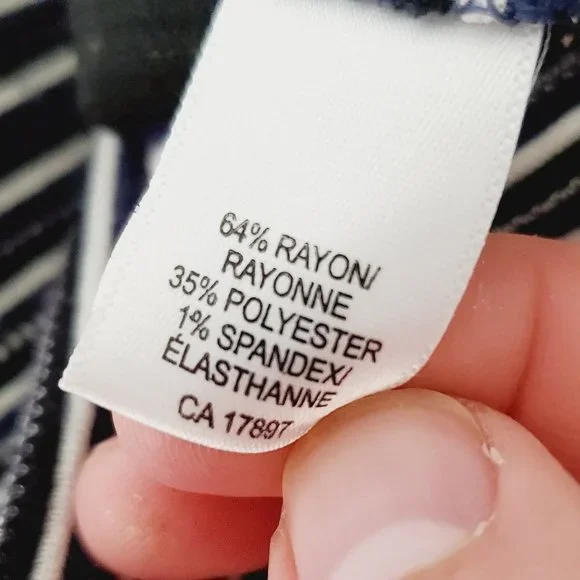 64% RAYON/
RAYONNE
35% POLYESTER
1% SPANDEX/
ÉLASTHANNE
CA 17897